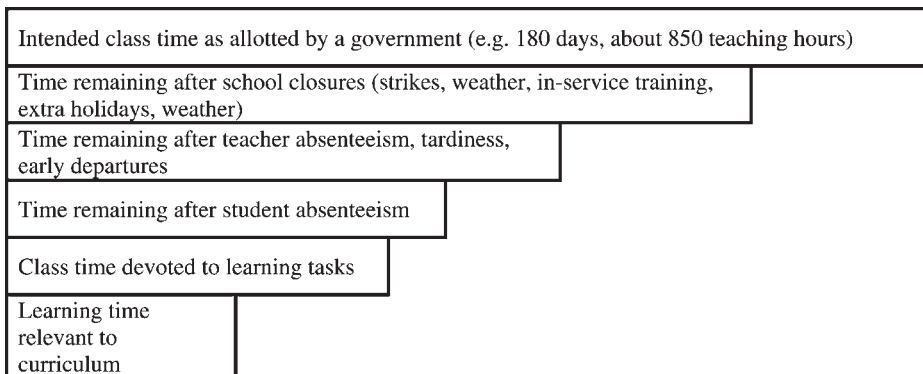 Intended class time as allotted by a government (e.g. 180 days, about 850 teaching hours)
Time remaining after school closures (strikes, weather, in-service training,
extra holidays, weather)
Time remaining after teacher absenteeism, tardiness,
early departures
Time remaining after student absenteeism
Class time devoted to learning tasks
Learning time
relevant to
curriculum